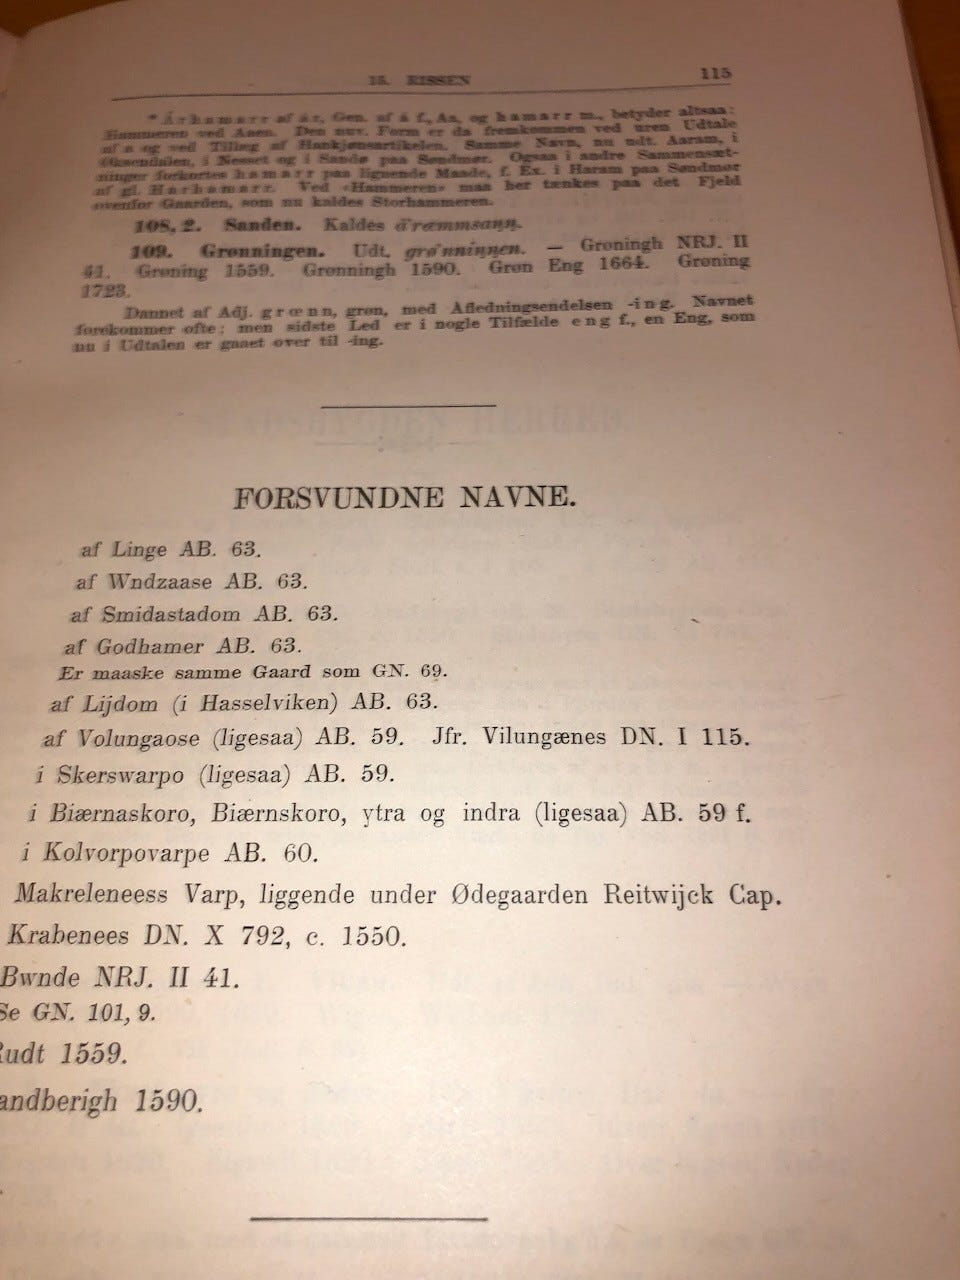 15. RISSEN 115
* Árhamarr af ár, Gen. af á f., Aa, og hamarr m., betyder altsaa:
Hammeren ved Aaen. Den nuv. Form er da fremkommen ved uren Udtale
af n og ved Tillæg af Hankjønsartikelen. Samme Navn, nu udt. Aaram, i
Øksendalen, i Nesset og i Sande paa Søndmør. Ogsaa i andre Sammensæt-
ninger forkortes hamarr paa lignende Maade, f. Ex. i Haram paa Søndmør
af gl. Harhamarr. Ved «Hammeren» maa her tænkes paa det Fjeld
ovenfor Gaarden, som nu kaldes Storhammeren.
108, 2. Sanden. Kaldes
109. Grønningen. Udt. grø`nninnen. — Grøningh NRJ. II
41. Grøning 1559. Grønningh 1590. Grøn Eng 1664. Grøning
1723.
Dannet af Adj. grœnn, grøn, med Afledningsendelsen -ing. Navnet
forekommer ofte; men sidste Led er i nogle Tilfælde eng f., en Eng, som
nu i Udtalen er gaaet over til -ing.
FORSVUNDNE NAVNE.
af Linge AB. 63.
af Wndzaase AB. 63.
af Smidastadom AB. 63.
af Godhamer AB. 63.
Er maaske samme Gaard som GN. 69.
af Lijdom (i Hasselviken) AB. 63.
af Volungaose (ligesaa) AB. 59. Jfr. Vilungænes DN. I 115.
i Skerswarpo (ligesaa) AB. 59.
i Biærnaskoro, Biærnskoro, ytra og indra (ligesaa) AB. 59 f.
i Kolvorpovarpe AB. 60.
Makreleneess Varp, liggende under Ødegaarden Reitwijck Cap.
Krabenees DN. X 792, c. 1550.
Bwnde NRJ. II 41.
Se GN. 101, 9.
Rudt 1559.
andberigh 1590.